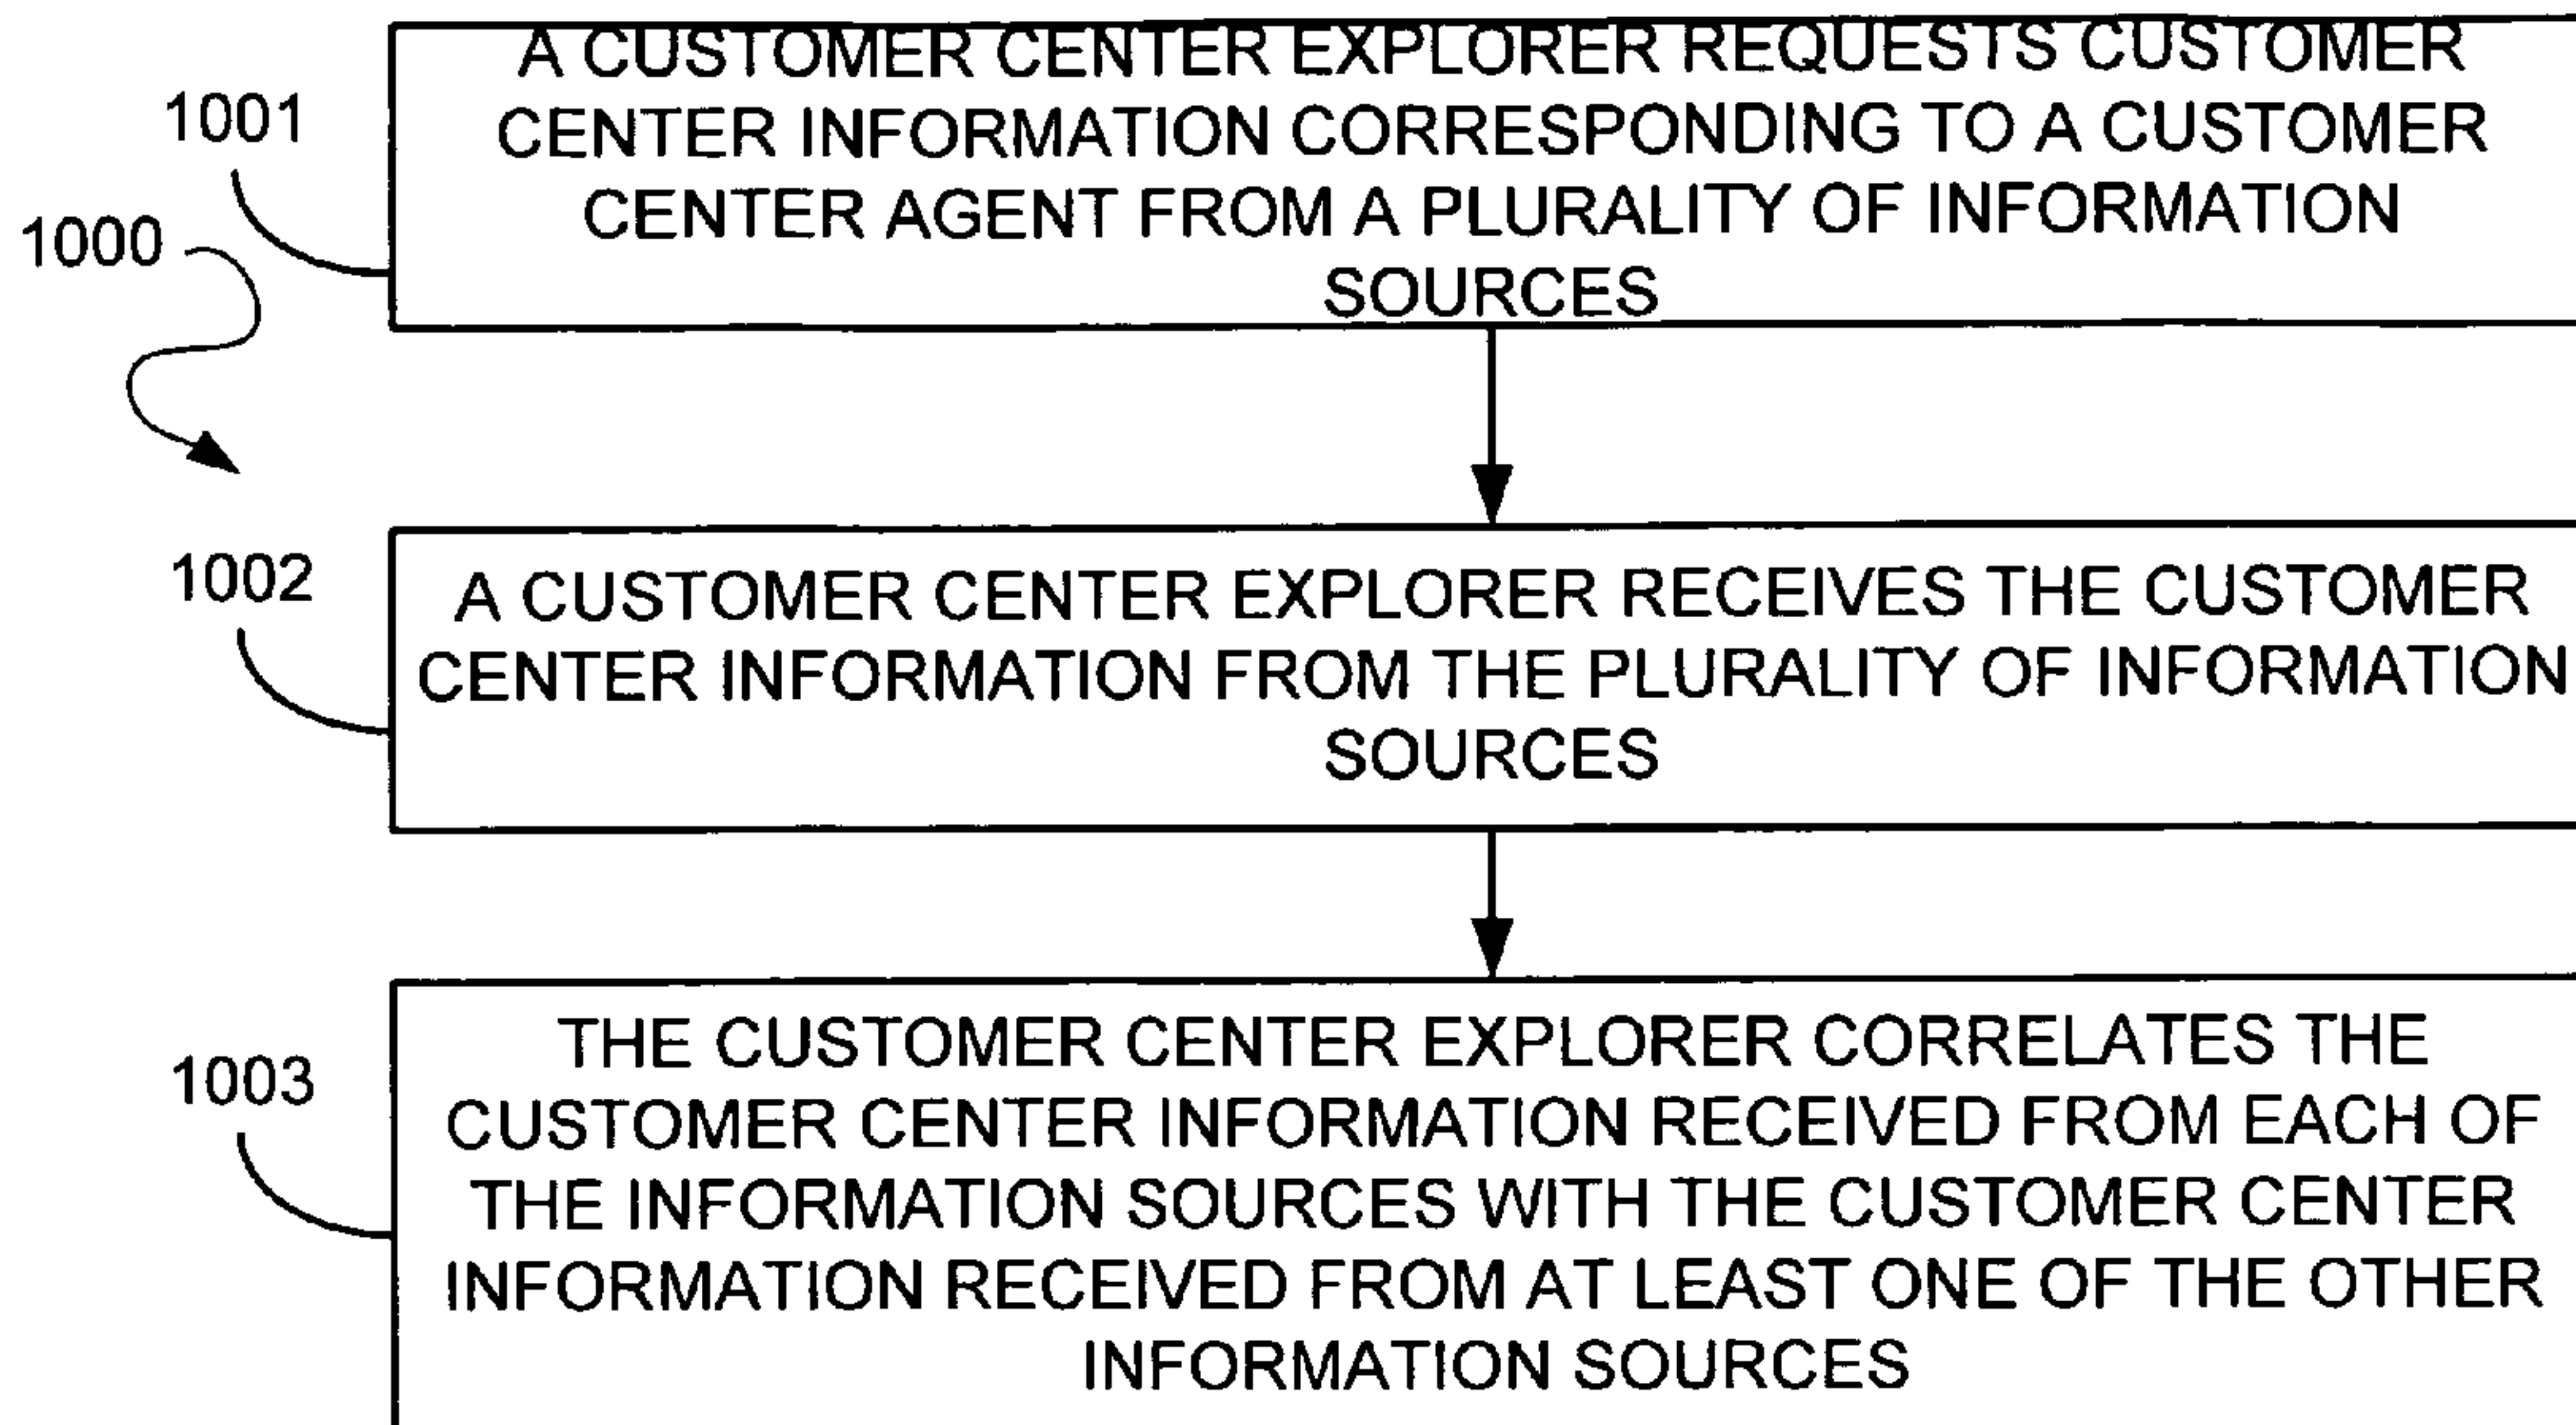 A CUSTOMER CENTER EXPLORER REQUESTS CUSTOMER
1001
CENTER INFORMATION CORRESPONDING TO A CUSTOMER
CENTER AGENT FROM A PLURALITY OF INFORMATION
1000
SOURCES
1002
A CUSTOMER CENTER EXPLORER RECEIVES THE CUSTOMER
CENTER INFORMATION FROM THE PLURALITY OF INFORMATION
SOURCES
THE CUSTOMER CENTER EXPLORER CORRELATES THE
1003
CUSTOMER CENTER INFORMATION RECEIVED FROM EACH OF
THE INFORMATION SOURCES WITH THE CUSTOMER CENTER
INFORMATION RECEIVED FROM AT LEAST ONE OF THE OTHER
INFORMATION SOURCES